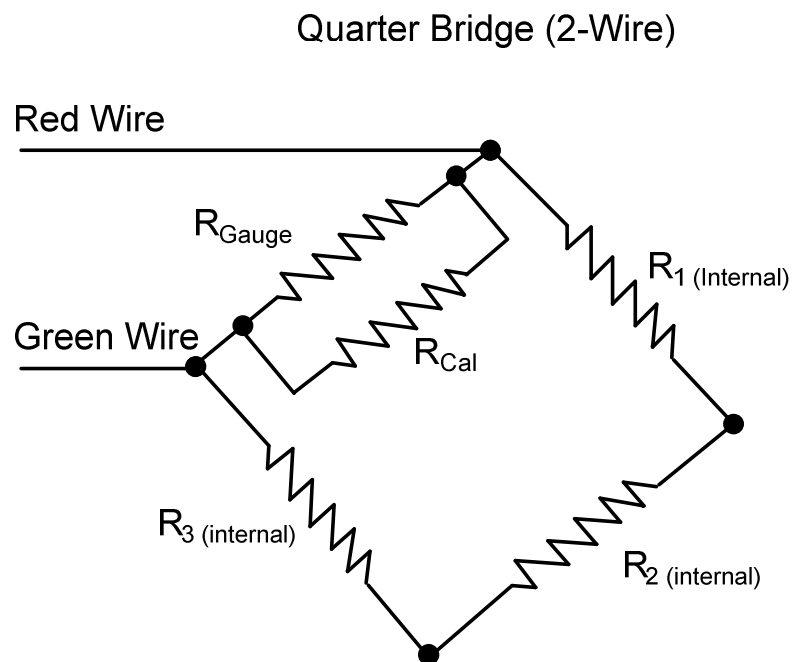 Quarter Bridge (2-Wire)
Red Wire
RGauge
R1 (Internal)
Green Wire
RCal
R3 (internal)
R2 (internal)